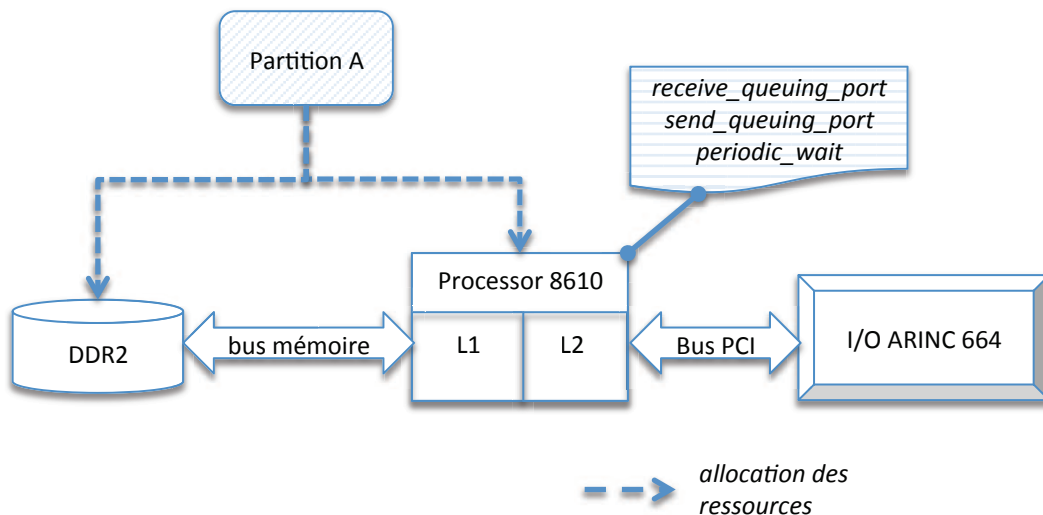 Partition A
receive_queuing_port
send_queuing_port
periodic_wait
Processor 8610
DDR2
bus mémoire
L1
L2
Bus PCI
I/O ARINC 664
allocation des
ressources